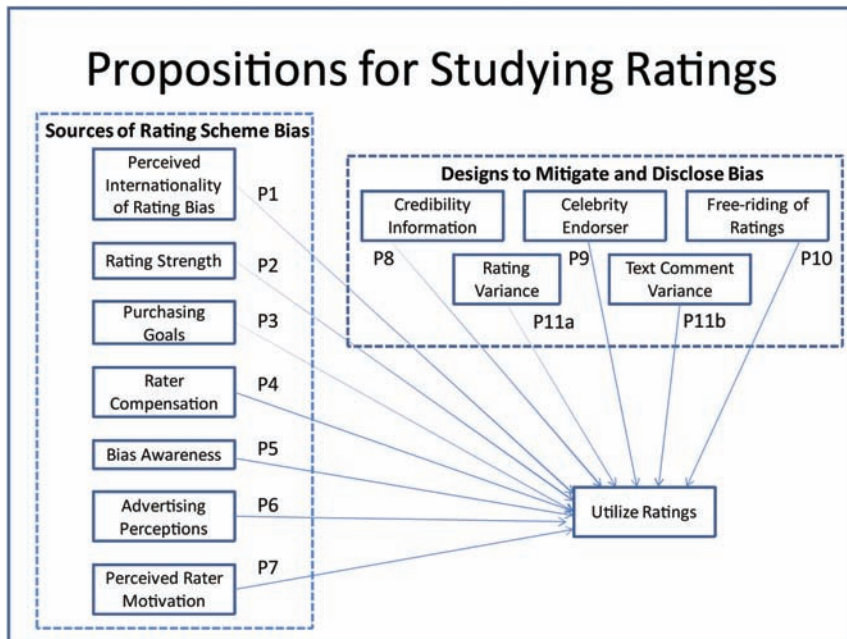 Propositions for Studying Ratings
Sources of Rating Scheme Bias
Perceived
Internationality
of Rating Bias
P1
Rating Strength
P2
Purchasing
Goals
P3
Rater
Compensation
P4
Bias Awareness
P5
Advertising
Perceptions
P6
Perceived Rater
Motivation
P7
Designs to Mitigate and Disclose Bias
Credibility
Information
P8
Celebrity
Endorser
P9
Free-riding of
Ratings
P10
Rating
Variance
P11a
Text Comment
Variance
P11b
Utilize Ratings